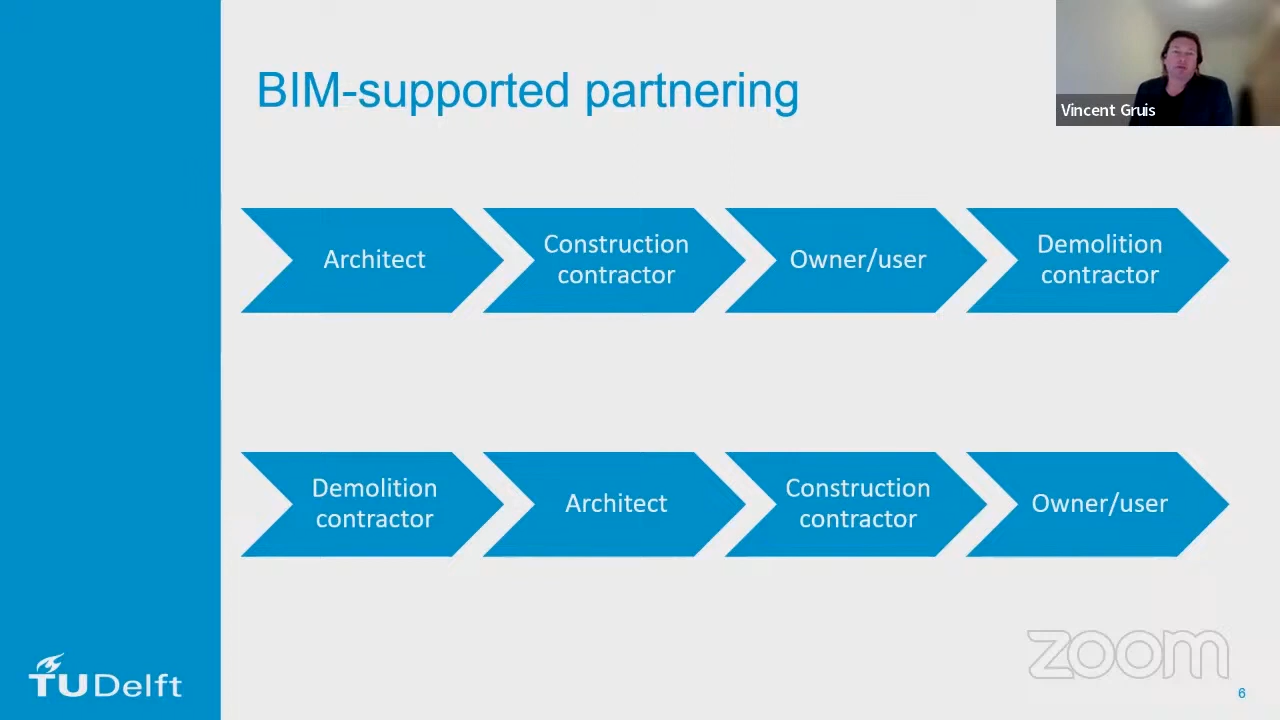 BIM-supported partnering
Vincent Gruis
Architect
Construction
contractor
Owner/user
Demolition
contractor
Demolition
contractor
Architect
Construction
contractor
Owner/user
TU Delft
zoom
6